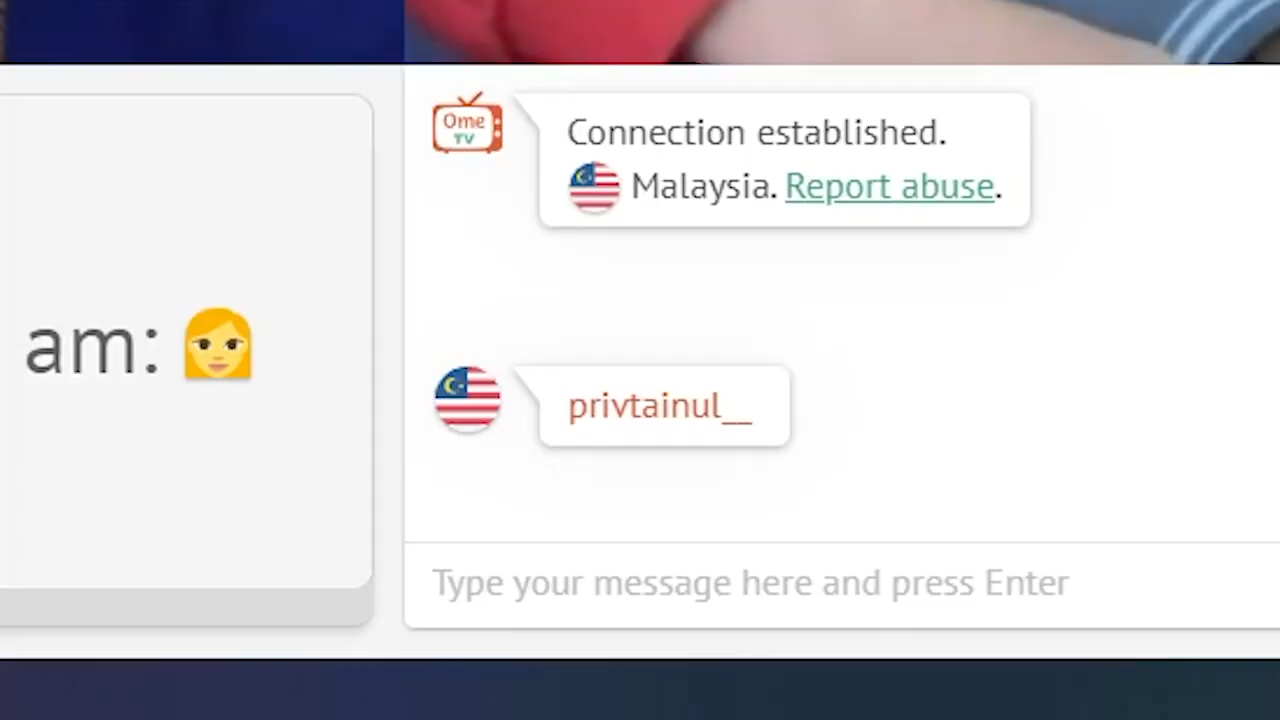 Ome
TV
Connection established.
Malaysia. Report abuse.
am:
privtainul__
Type your message here and press Enter